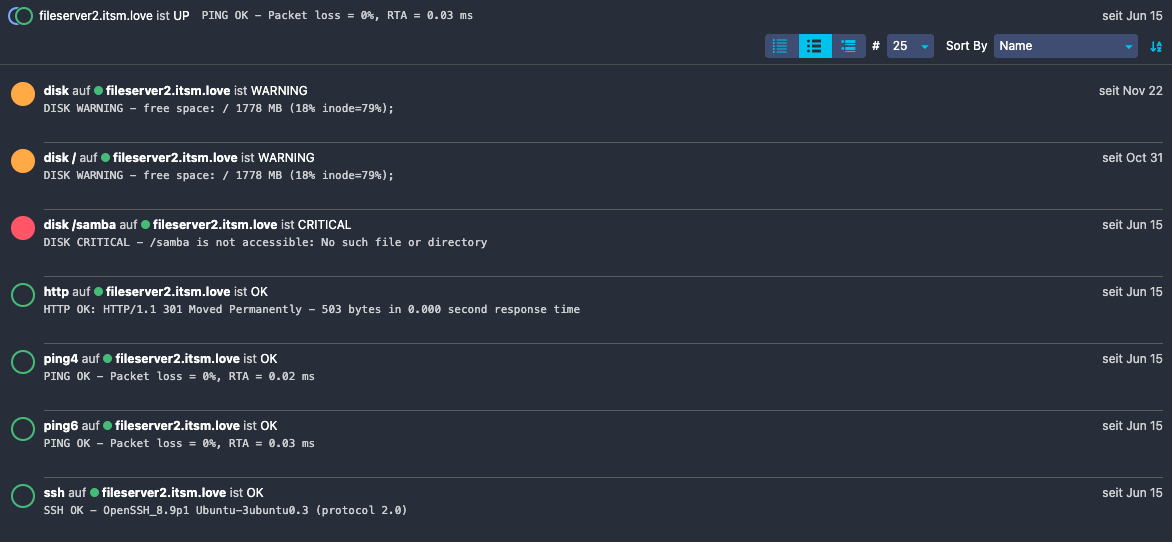 fileserver2.itsm.love ist UP PING OK - Packet loss = 0%, RTA = 0.03 ms seit Jun 15
# 25 Sort By Name
disk auf fileserver2.itsm.love ist WARNING seit Nov 22
DISK WARNING - free space: / 1778 MB (18% inode=79%);
disk / auf fileserver2.itsm.love ist WARNING seit Oct 31
DISK WARNING - free space: / 1778 MB (18% inode=79%);
disk /samba auf fileserver2.itsm.love ist CRITICAL seit Jun 15
DISK CRITICAL - /samba is not accessible: No such file or directory
http auf fileserver2.itsm.love ist OK seit Jun 15
HTTP OK: HTTP/1.1 301 Moved Permanently - 503 bytes in 0.000 second response time
ping4 auf fileserver2.itsm.love ist OK seit Jun 15
PING OK - Packet loss = 0%, RTA = 0.02 ms
ping6 auf fileserver2.itsm.love ist OK seit Jun 15
PING OK - Packet loss = 0%, RTA = 0.03 ms
ssh auf fileserver2.itsm.love ist OK seit Jun 15
SSH OK - OpenSSH_8.9p1 Ubuntu-3ubuntu0.3 (protocol 2.0)